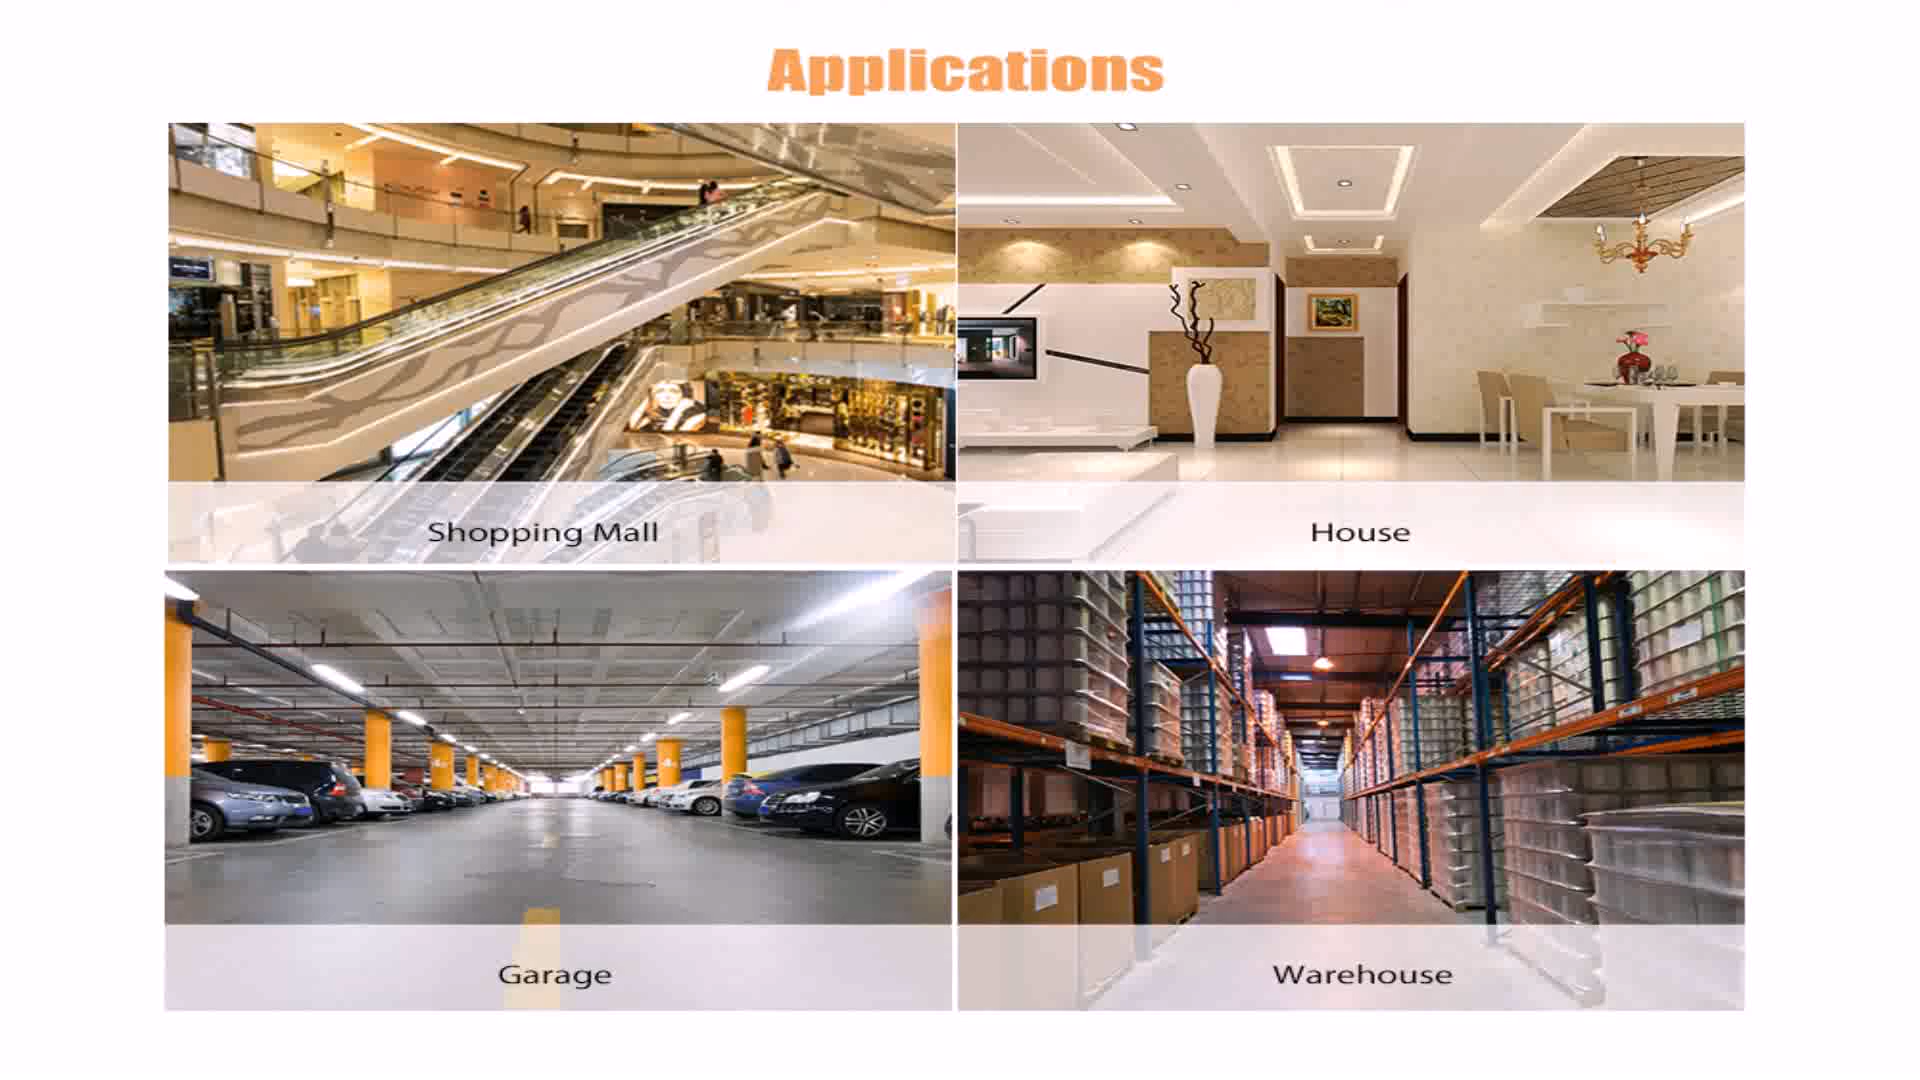 Applications
Shopping Mall
House
Garage
Warehouse